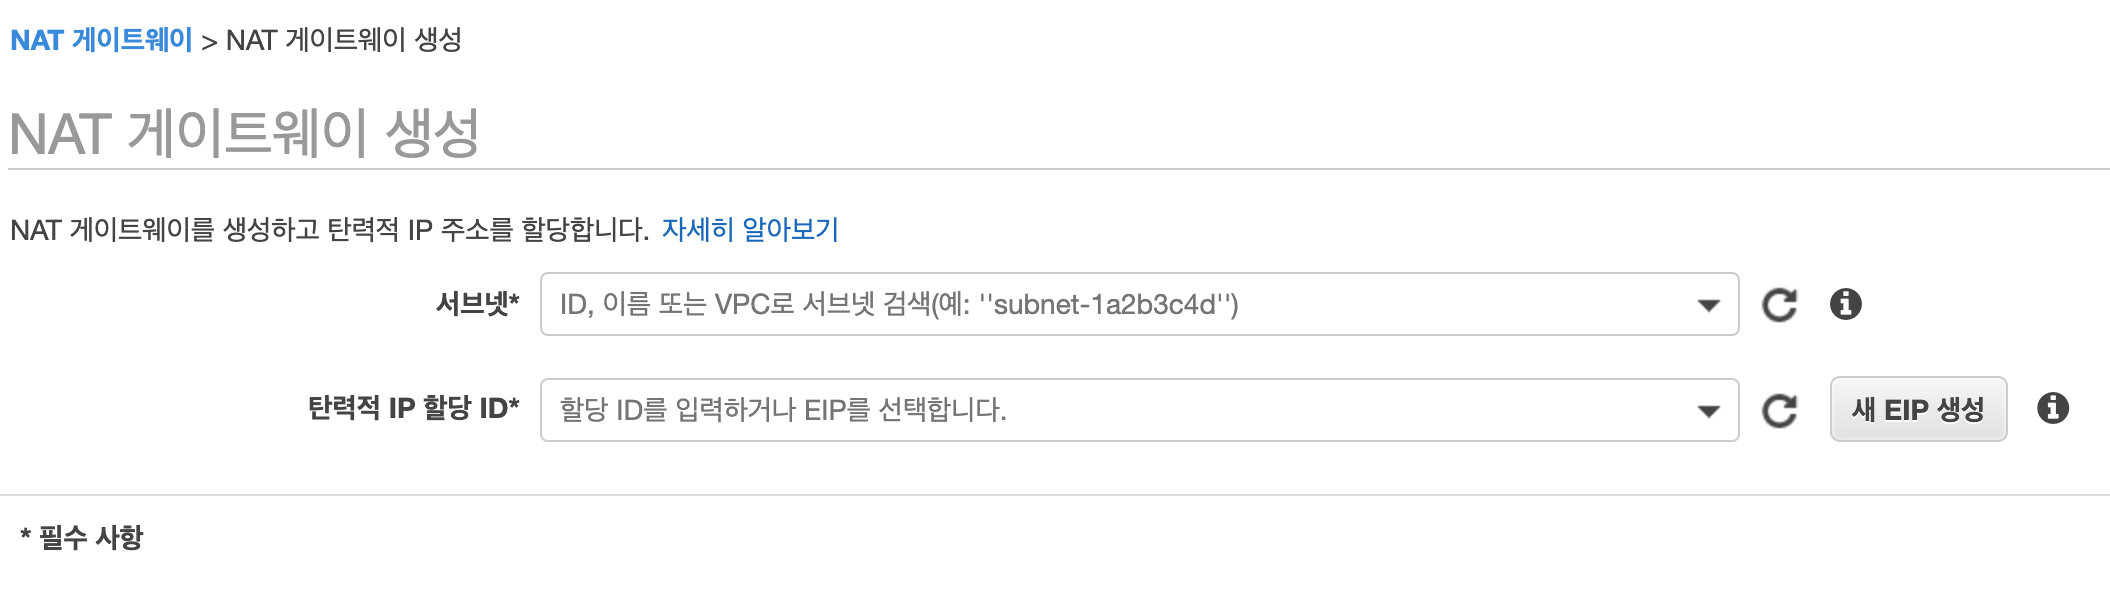 NAT 게이트웨이 > NAT 게이트웨이 생성
NAT 게이트웨이 생성
NAT 게이트웨이를 생성하고 탄력적 IP 주소를 할당합니다. 자세히 알아보기
서브넷* ID, 이름 또는 VPC로 서브넷 검색(예: ''subnet-1a2b3c4d'')
탄력적 IP 할당 ID* 할당 ID를 입력하거나 EIP를 선택합니다. 새 EIP 생성
* 필수 사항